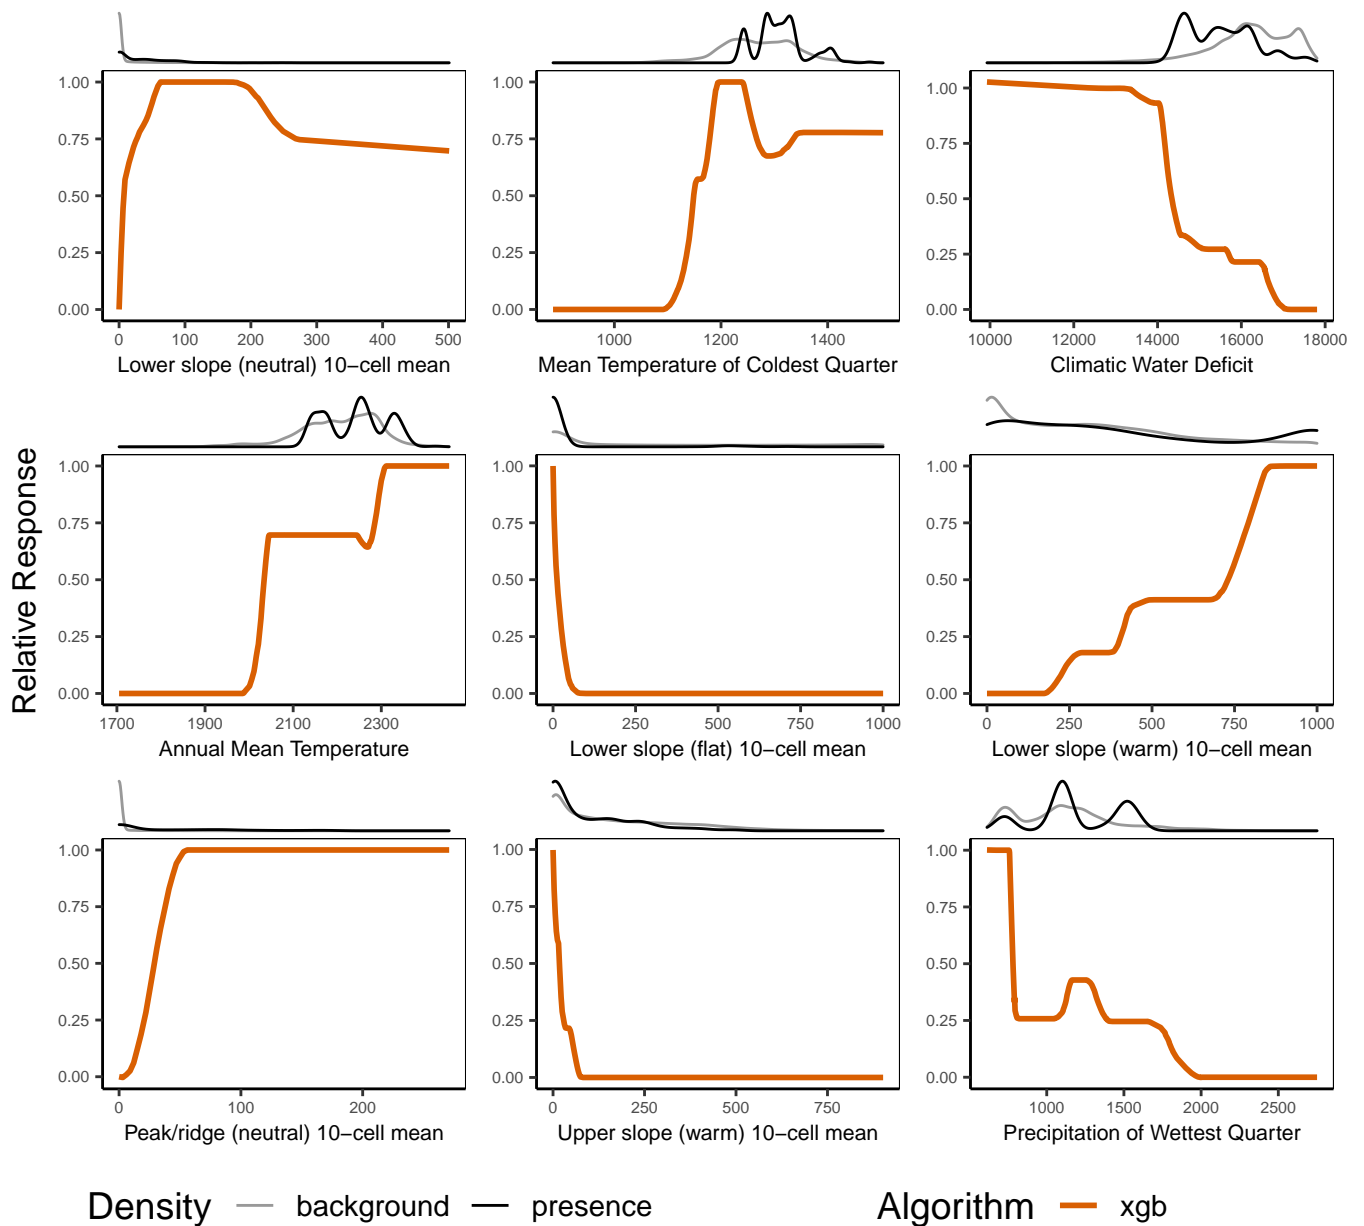 1.00
0.75
0.50
0.25
0.00
0 100 200 300 400 500
Lower slope (neutral) 10−cell mean
1.00
0.75
0.50
0.25
0.00
1000 1200 1400
Mean Temperature of Coldest Quarter
1.00
0.75
0.50
0.25
0.00
10000 12000 14000 16000 18000
Climatic Water Deficit
Relative Response
1.00
0.75
0.50
0.25
0.00
1700 1900 2100 2300
Annual Mean Temperature
1.00
0.75
0.50
0.25
0.00
0 250 500 750 1000
Lower slope (flat) 10−cell mean
1.00
0.75
0.50
0.25
0.00
0 250 500 750 1000
Lower slope (warm) 10−cell mean
1.00
0.75
0.50
0.25
0.00
0 100 200
Peak/ridge (neutral) 10−cell mean
1.00
0.75
0.50
0.25
0.00
0 250 500 750
Upper slope (warm) 10−cell mean
1.00
0.75
0.50
0.25
0.00
1000 1500 2000 2500
Precipitation of Wettest Quarter
Density background presence Algorithm xgb